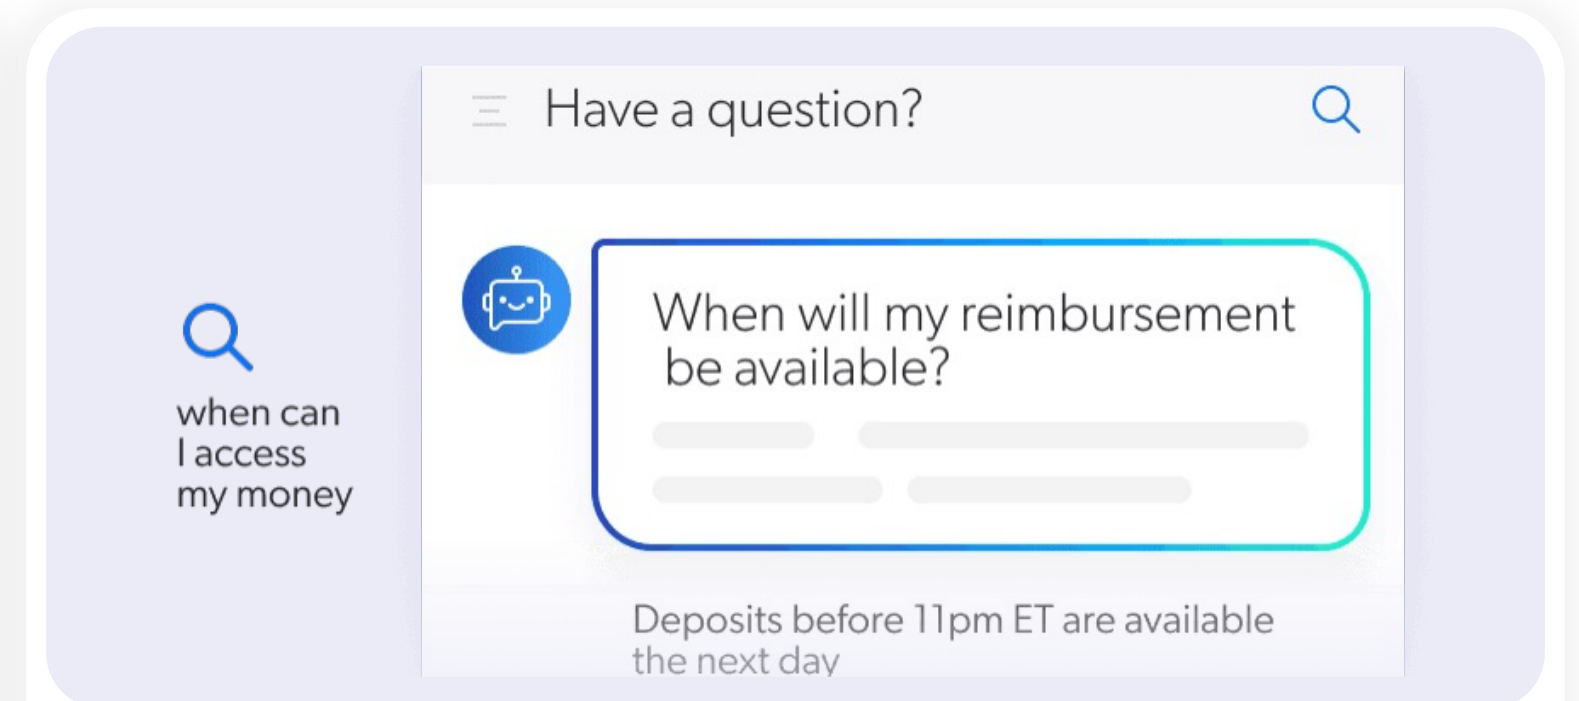 Have a question?
When will my reimbursement
be available?
when can
I access
my money
Deposits before 11pm ET are available
the next day